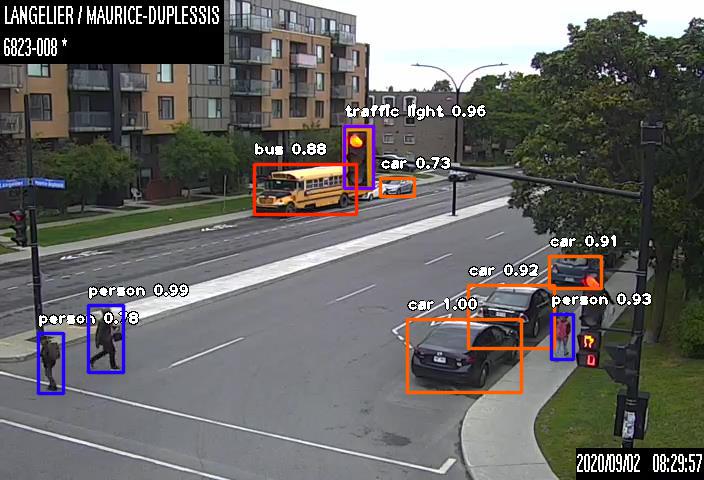 LANGELIER / MAURICE-DUPLESSIS
6823-008 *
traffic light 0.96
bus 0.88
car 0.73
car 0.91
car 0.92
person 0.99
person 0.93
car 1.00
person 0.78
Langelier
0
2020/09/02 08:29:57